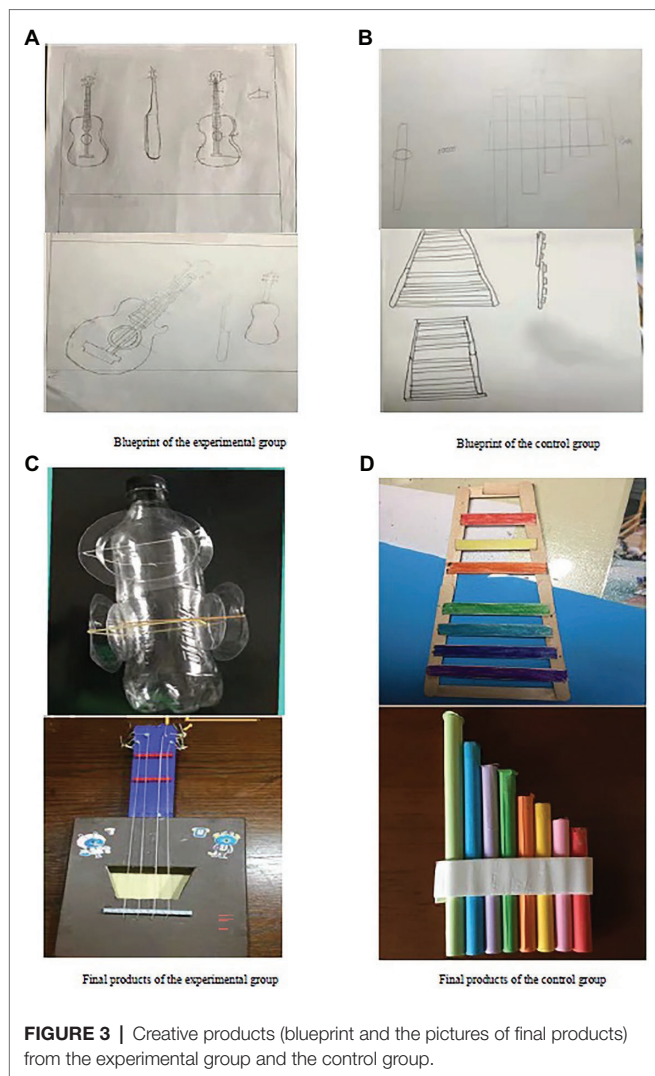 A
B
Blueprint of the experimental group
Blueprint of the control group
C
D
Final products of the experimental group
Final products of the control group
FIGURE 3 | Creative products (blueprint and the pictures of final products)
from the experimental group and the control group.